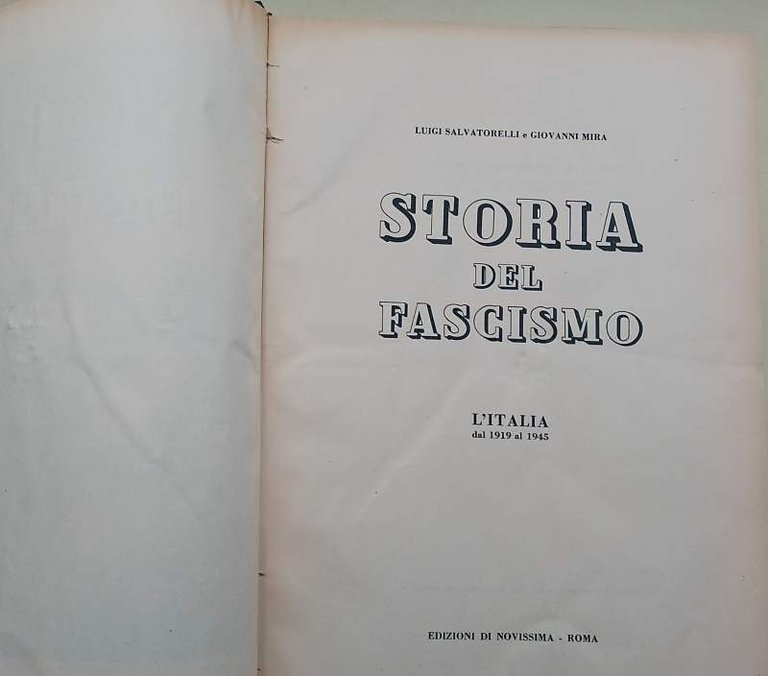 LUIGI SALVATORELLI e GIOVANNI MIRA
STORIA
DEL
FASCISMO
L'ITALIA
dal 1919 al 1945
EDIZIONI DI NOVISSIMA - ROMA